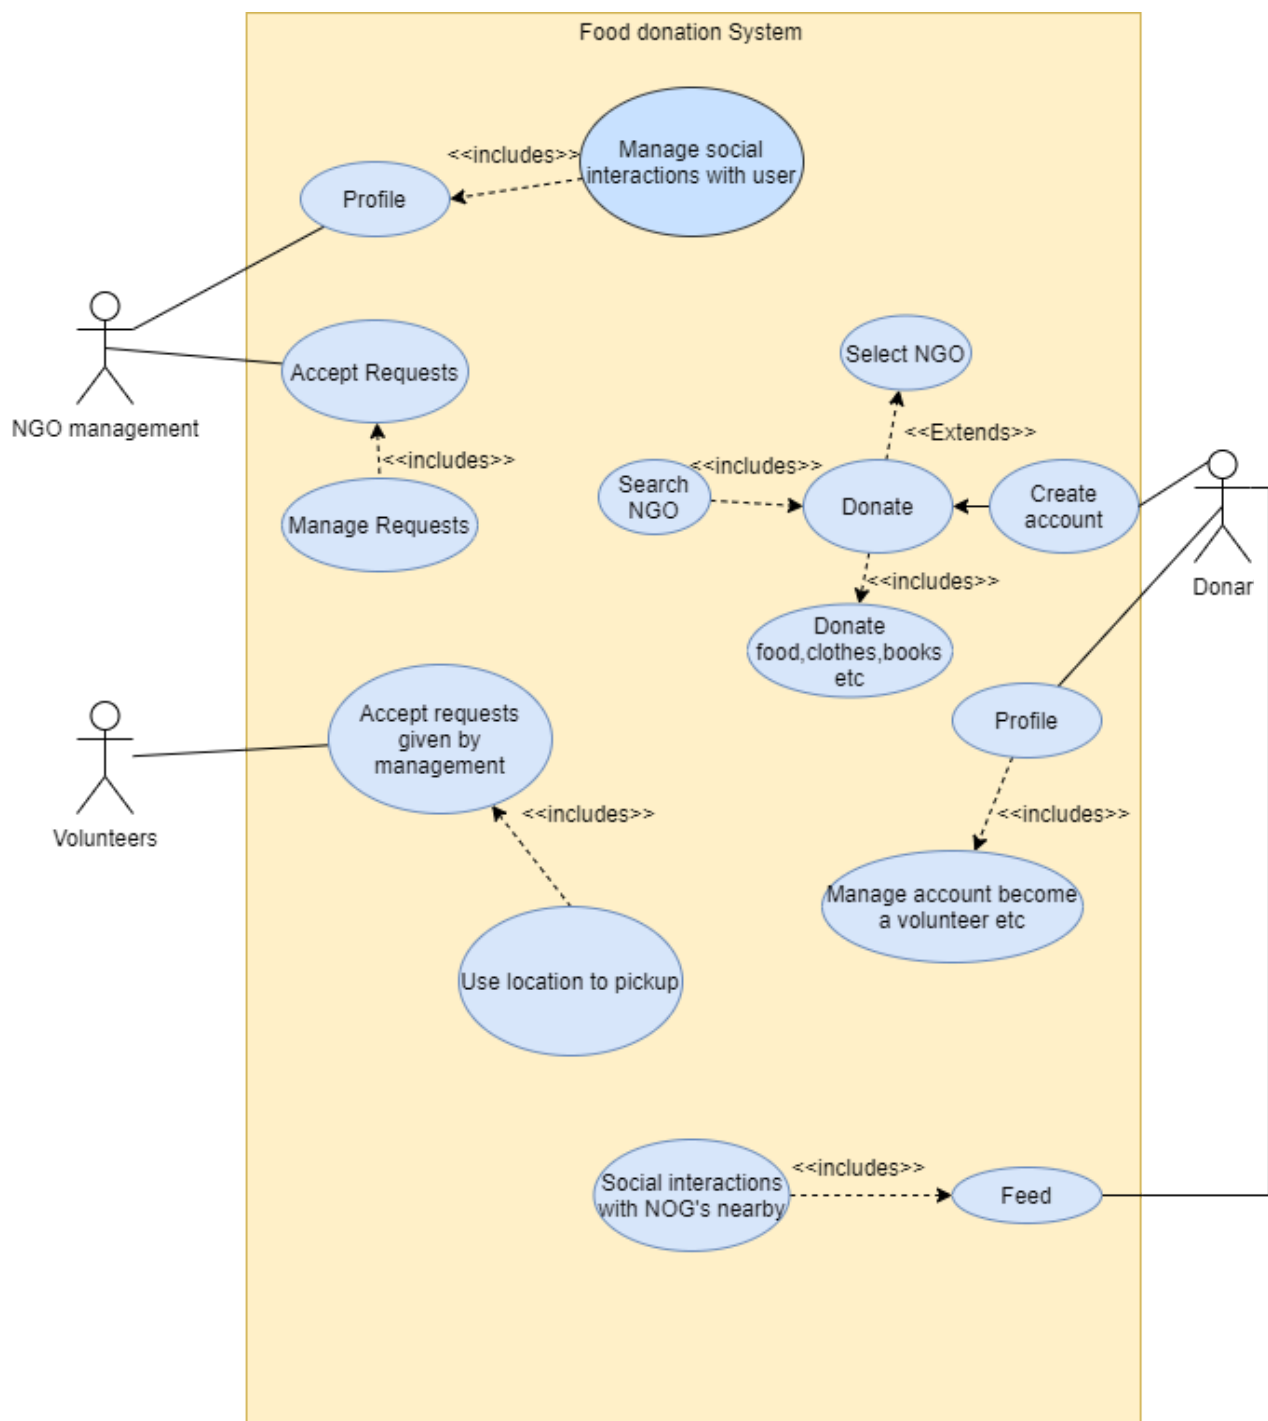 Food donation System
Manage social
interactions with user
<<includes>>
Profile
NGO management
Accept Requests
<<includes>>
Manage Requests
Select NGO
<<Extends>>
<<includes>>
Search
NGO
Donate
Create
account
Donar
<<includes>>
Donate
food,clothes,books
etc
Profile
<<includes>>
Manage account become
a volunteer etc
Accept requests
given by
management
Volunteers
<<includes>>
Use location to pickup
Social interactions
with NOG's nearby
<<includes>>
Feed